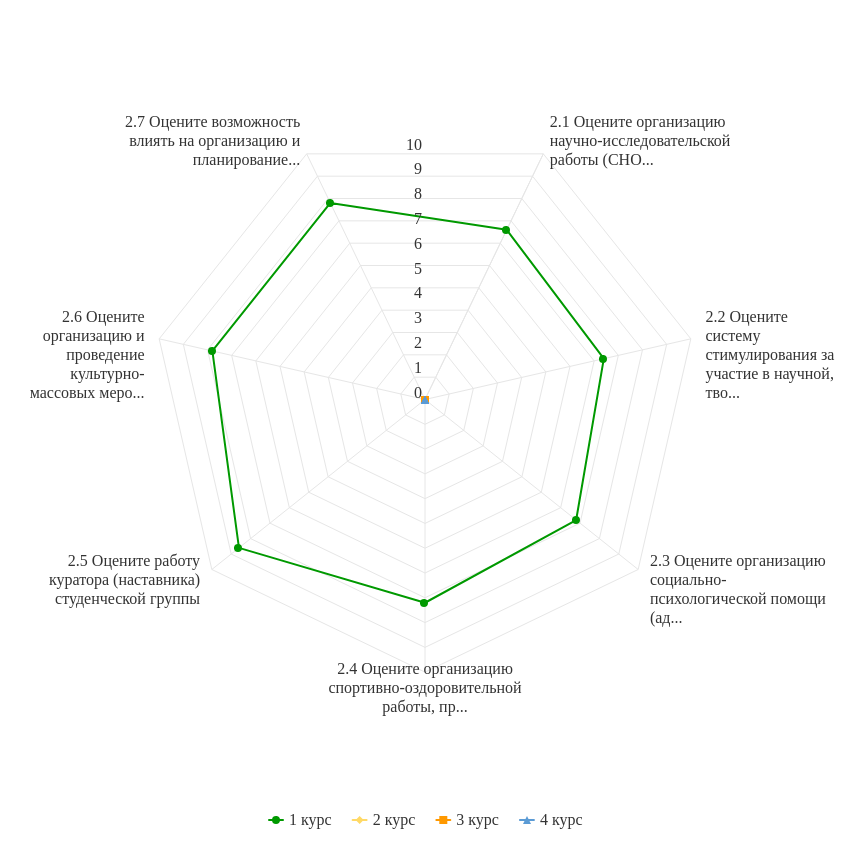 2.7 Оцените возможность
влиять на организацию и
планирование...
2.1 Оцените организацию
научно-исследовательской
работы (СНО...
10
9
8
7
6
5
4
3
2
1
0
2.6 Оцените
организацию и
проведение
культурно-
массовых меро...
2.2 Оцените
систему
стимулирования за
участие в научной,
тво...
2.5 Оцените работу
куратора (наставника)
студенческой группы
2.3 Оцените организацию
социально-
психологической помощи
(ад...
2.4 Оцените организацию
спортивно-оздоровительной
работы, пр...
1 курс 2 курс 3 курс 4 курс